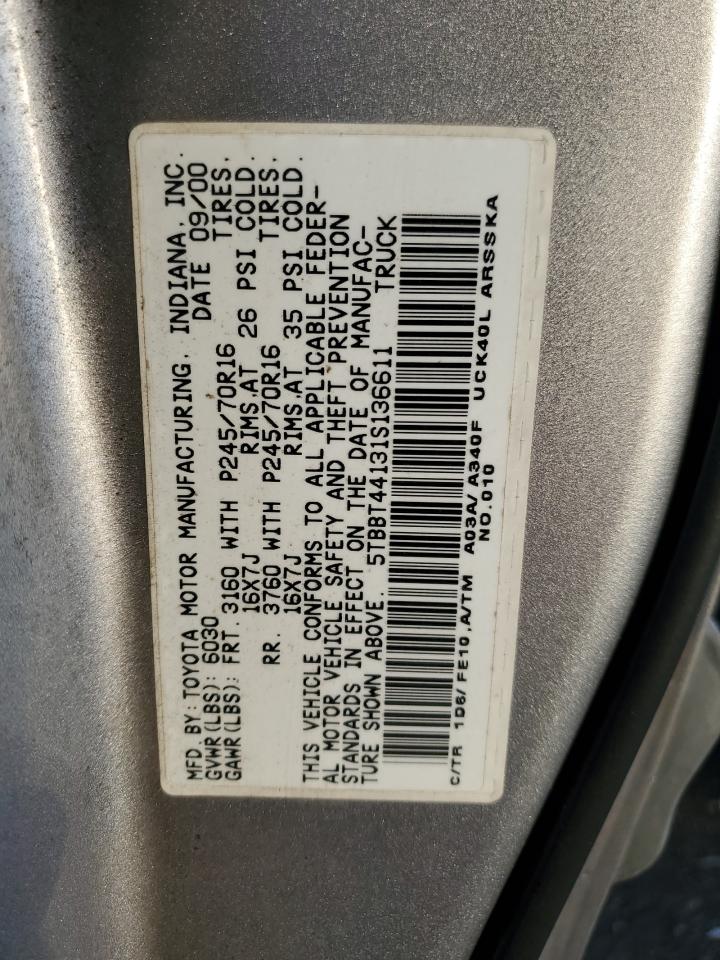 MFD. BY: TOYOTA MOTOR MANUFACTURING, INDIANA, INC.
GVWR(LBS): 6030 DATE 09/00
GAWR(LBS): FRT. 3160 WITH P245/70R16 TIRES,
16X7J RIMS,AT 26 PSI COLD.
RR. 3760 WITH P245/70R16 TIRES,
16X7J RIMS,AT 35 PSI COLD.
THIS VEHICLE CONFORMS TO ALL APPLICABLE FEDER-
AL MOTOR VEHICLE SAFETY AND THEFT PREVENTION
STANDARDS IN EFFECT ON THE DATE OF MANUFAC-
TURE SHOWN ABOVE. 5TBBT44131S136611 TRUCK
C/TR 1D6/FE10,A/TM A03A/A340F UCK40L ARSSKA
NO.010